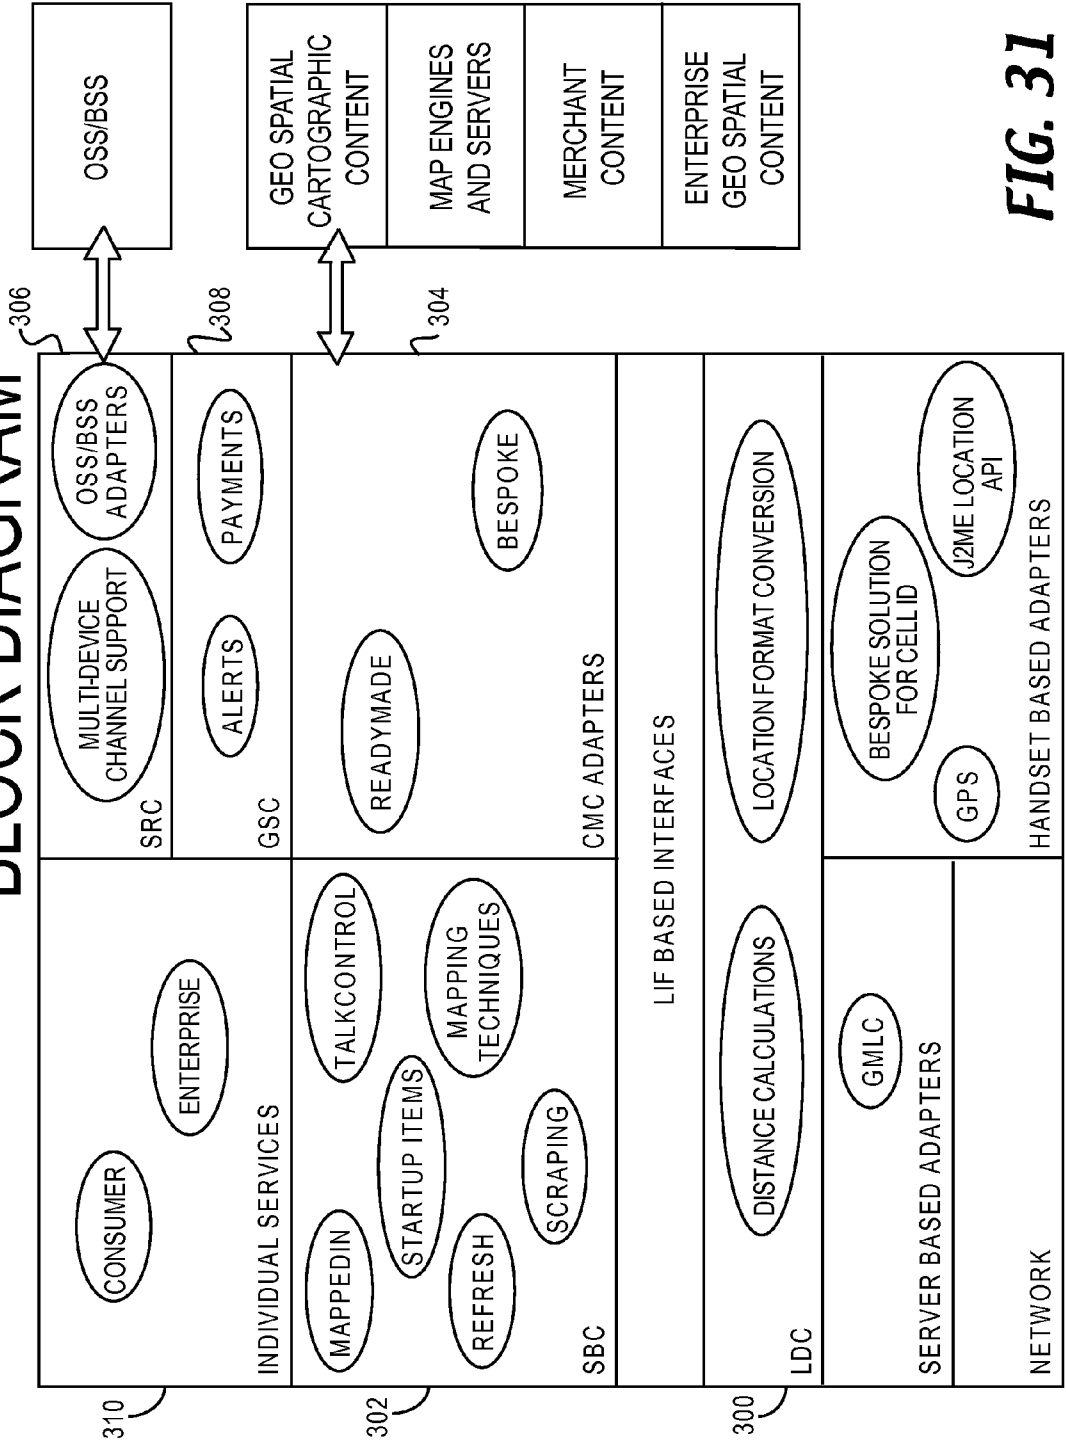 BLOCK DIAGRAM
310
CONSUMER
ENTERPRISE
INDIVIDUAL SERVICES
MULTI-DEVICE
CHANNEL SUPPORT
OSS/BSS
ADAPTERS
SRC
306
OSS/BSS
ALERTS
PAYMENTS
GSC
308
302
MAPPEDIN
TALKCONTROL
STARTUP ITEMS
REFRESH
MAPPING
TECHNIQUES
SCRAPING
SBC
READYMADE
BESPOKE
CMC ADAPTERS
304
GEO SPATIAL
CARTOGRAPHIC
CONTENT
MAP ENGINES
AND SERVERS
MERCHANT
CONTENT
ENTERPRISE
GEO SPATIAL
CONTENT
LIF BASED INTERFACES
300
DISTANCE CALCULATIONS
LOCATION FORMAT CONVERSION
LDC
GMLC
SERVER BASED ADAPTERS
NETWORK
BESPOKE SOLUTION
FOR CELL ID
GPS
J2ME LOCATION
API
HANDSET BASED ADAPTERS
FIG. 31